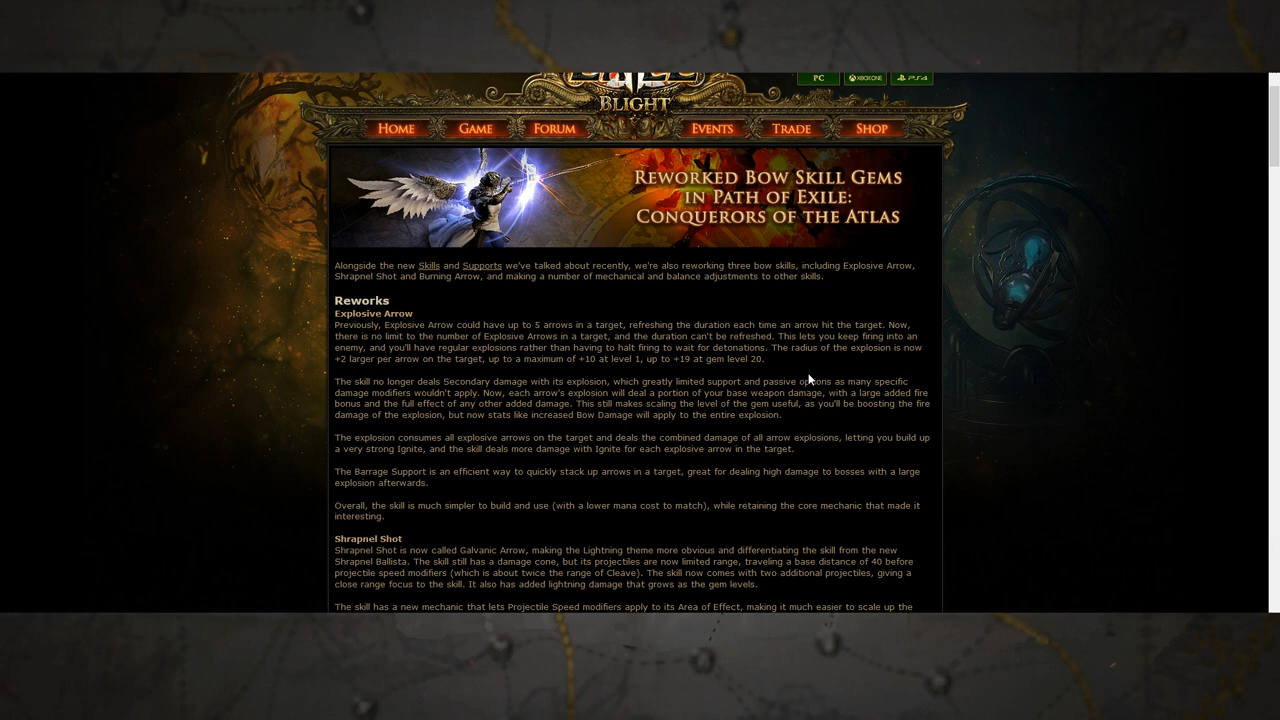 PC XBOX ONE PS4
BLIGHT
HOME GAME FORUM EVENTS TRADE SHOP
REWORKED BOW SKILL GEMS
IN PATH OF EXILE:
CONQUERORS OF THE ATLAS
Alongside the new Skills and Supports we've talked about recently, we're also reworking three bow skills, including Explosive Arrow,
Shrapnel Shot and Burning Arrow, and making a number of mechanical and balance adjustments to other skills.
Reworks
Explosive Arrow
Previously, Explosive Arrow could have up to 5 arrows in a target, refreshing the duration each time an arrow hit the target. Now,
there is no limit to the number of Explosive Arrows in a target, and the duration can't be refreshed. This lets you keep firing into an
enemy, and you'll have regular explosions rather than having to halt firing to wait for detonations. The radius of the explosion is now
+2 larger per arrow on the target, up to a maximum of +10 at level 1, up to +19 at gem level 20.
The skill no longer deals Secondary damage with its explosion, which greatly limited support and passive options as many specific
damage modifiers wouldn't apply. Now, each arrow's explosion will deal a portion of your base weapon damage, with a large added fire
bonus and the full effect of any other added damage. This still makes scaling the level of the gem useful, as you'll be boosting the fire
damage of the explosion, but now stats like increased Bow Damage will apply to the entire explosion.
The explosion consumes all explosive arrows on the target and deals the combined damage of all arrow explosions, letting you build up
a very strong Ignite, and the skill deals more damage with Ignite for each explosive arrow in the target.
The Barrage Support is an efficient way to quickly stack up arrows in a target, great for dealing high damage to bosses with a large
explosion afterwards.
Overall, the skill is much simpler to build and use (with a lower mana cost to match), while retaining the core mechanic that made it
interesting.
Shrapnel Shot
Shrapnel Shot is now called Galvanic Arrow, making the Lightning theme more obvious and differentiating the skill from the new
Shrapnel Ballista. The skill still has a damage cone, but its projectiles are now limited range, traveling a base distance of 40 before
projectile speed modifiers (which is about twice the range of Cleave). The skill now comes with two additional projectiles, giving a
close range focus to the skill. It also has added lightning damage that grows as the gem levels.
The skill has a new mechanic that lets Projectile Speed modifiers apply to its Area of Effect, making it much easier to scale up the